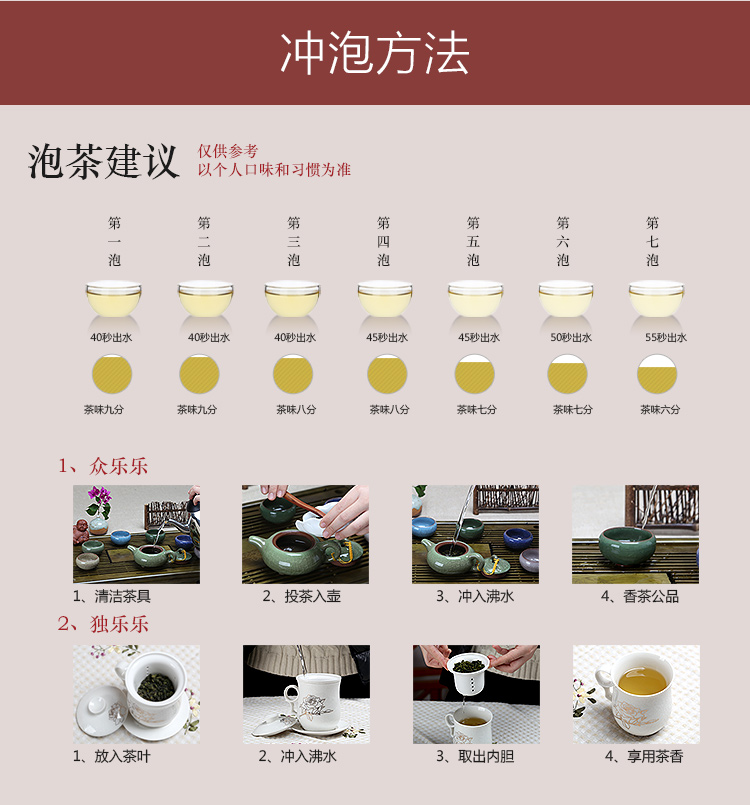 冲泡方法
泡茶建议
仅供参考
以个人口味和习惯为准
第一泡
第二泡
第三泡
第四泡
第五泡
第六泡
第七泡
40秒出水
40秒出水
40秒出水
45秒出水
45秒出水
50秒出水
55秒出水
茶味九分
茶味九分
茶味八分
茶味八分
茶味七分
茶味七分
茶味六分
1、众乐乐
1、清洁茶具
2、投茶入壶
3、冲入沸水
4、香茶公品
2、独乐乐
1、放入茶叶
2、冲入沸水
3、取出内胆
4、享用茶香